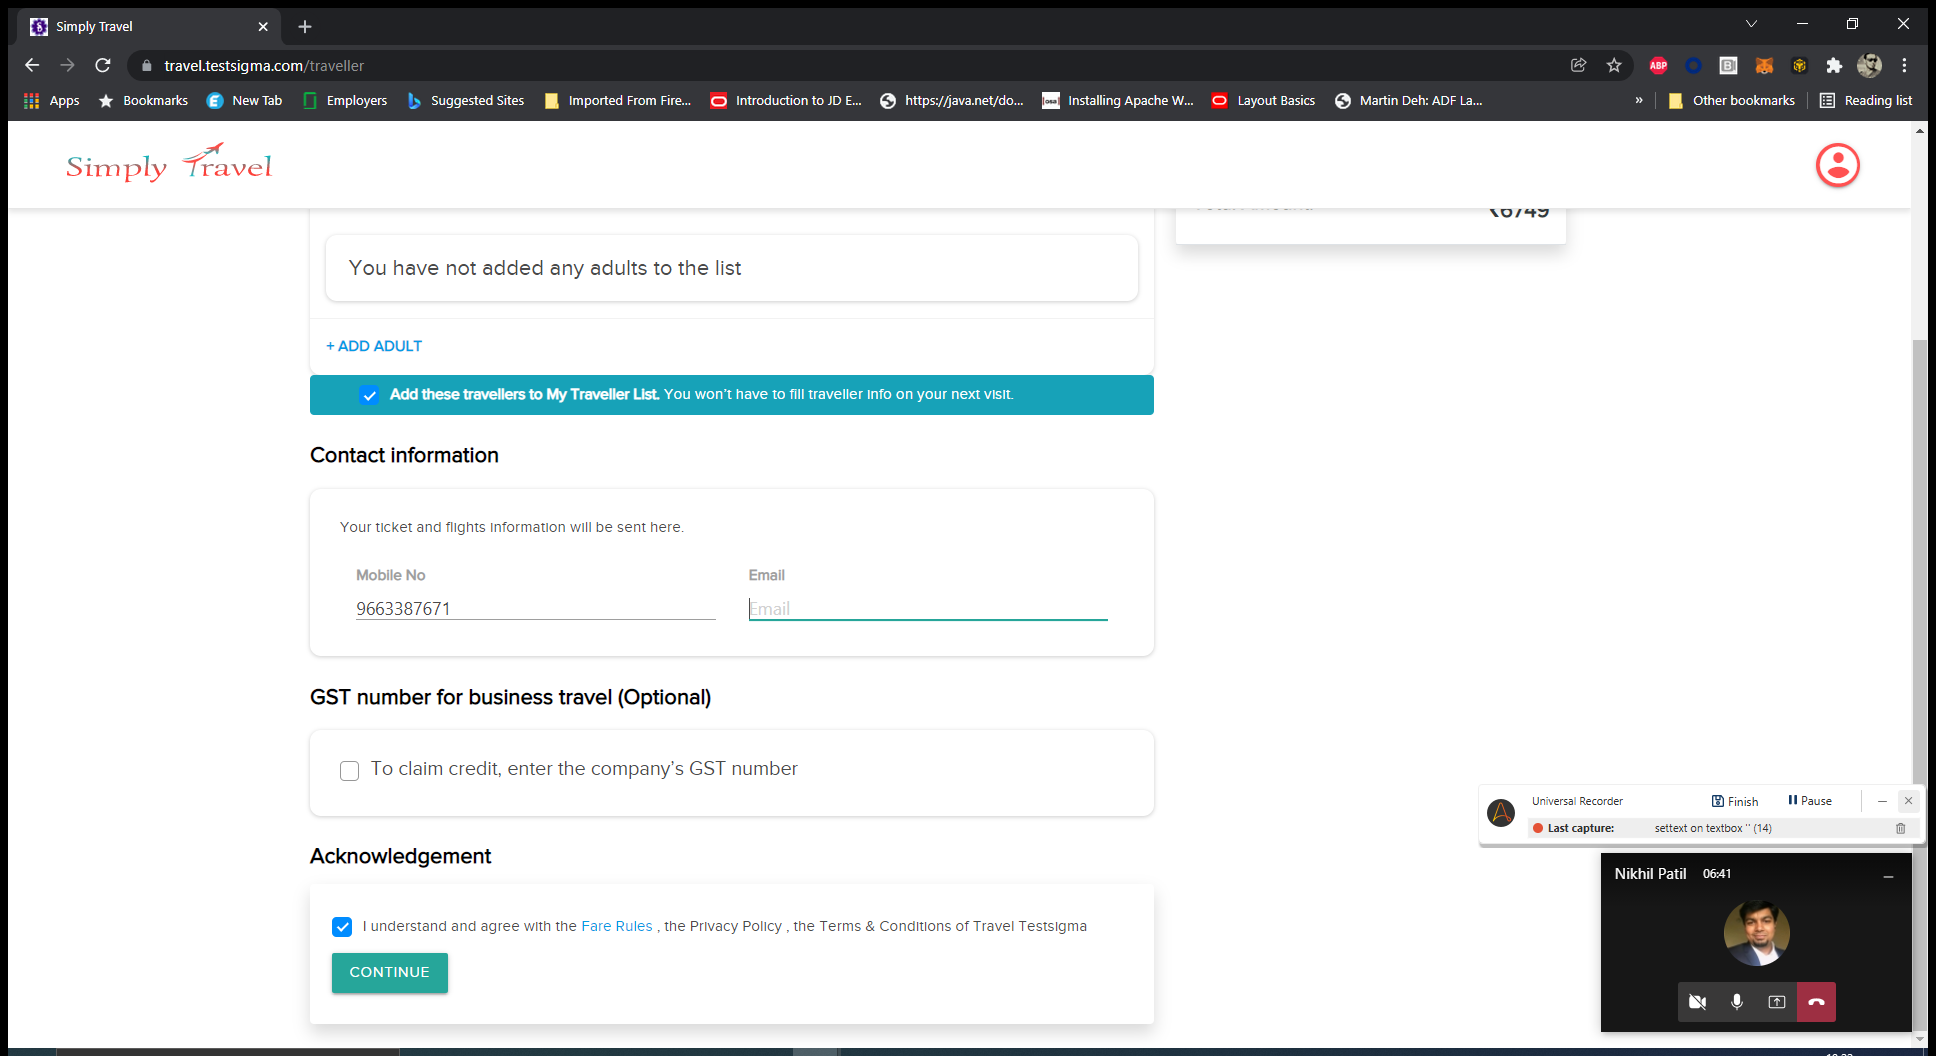 Simply Travel
travel.testsigma.com/traveller
ABP
Apps
Bookmarks
New Tab
Employers
Suggested Sites
Imported From Fire...
Introduction to JD E...
https://java.net/do...
Installing Apache W...
Layout Basics
Martin Deh: ADF La...
»
Other bookmarks
Reading list
Simply Travel
Total Amount
₹6749
You have not added any adults to the list
+ ADD ADULT
Add these travellers to My Traveller List. You won't have to fill traveller info on your next visit.
Contact information
Your ticket and flights information will be sent here.
Mobile No
Email
9663387671
Email
GST number for business travel (Optional)
To claim credit, enter the company's GST number
Universal Recorder
Finish
Pause
Last capture:
settext on textbox '' (14)
Acknowledgement
Nikhil Patil 06:41
I understand and agree with the Fare Rules , the Privacy Policy , the Terms & Conditions of Travel Testsigma
CONTINUE